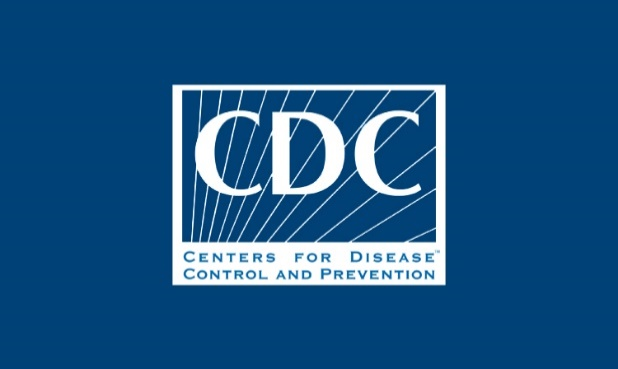 CDC
CENTERS FOR DISEASE™
CONTROL AND PREVENTION